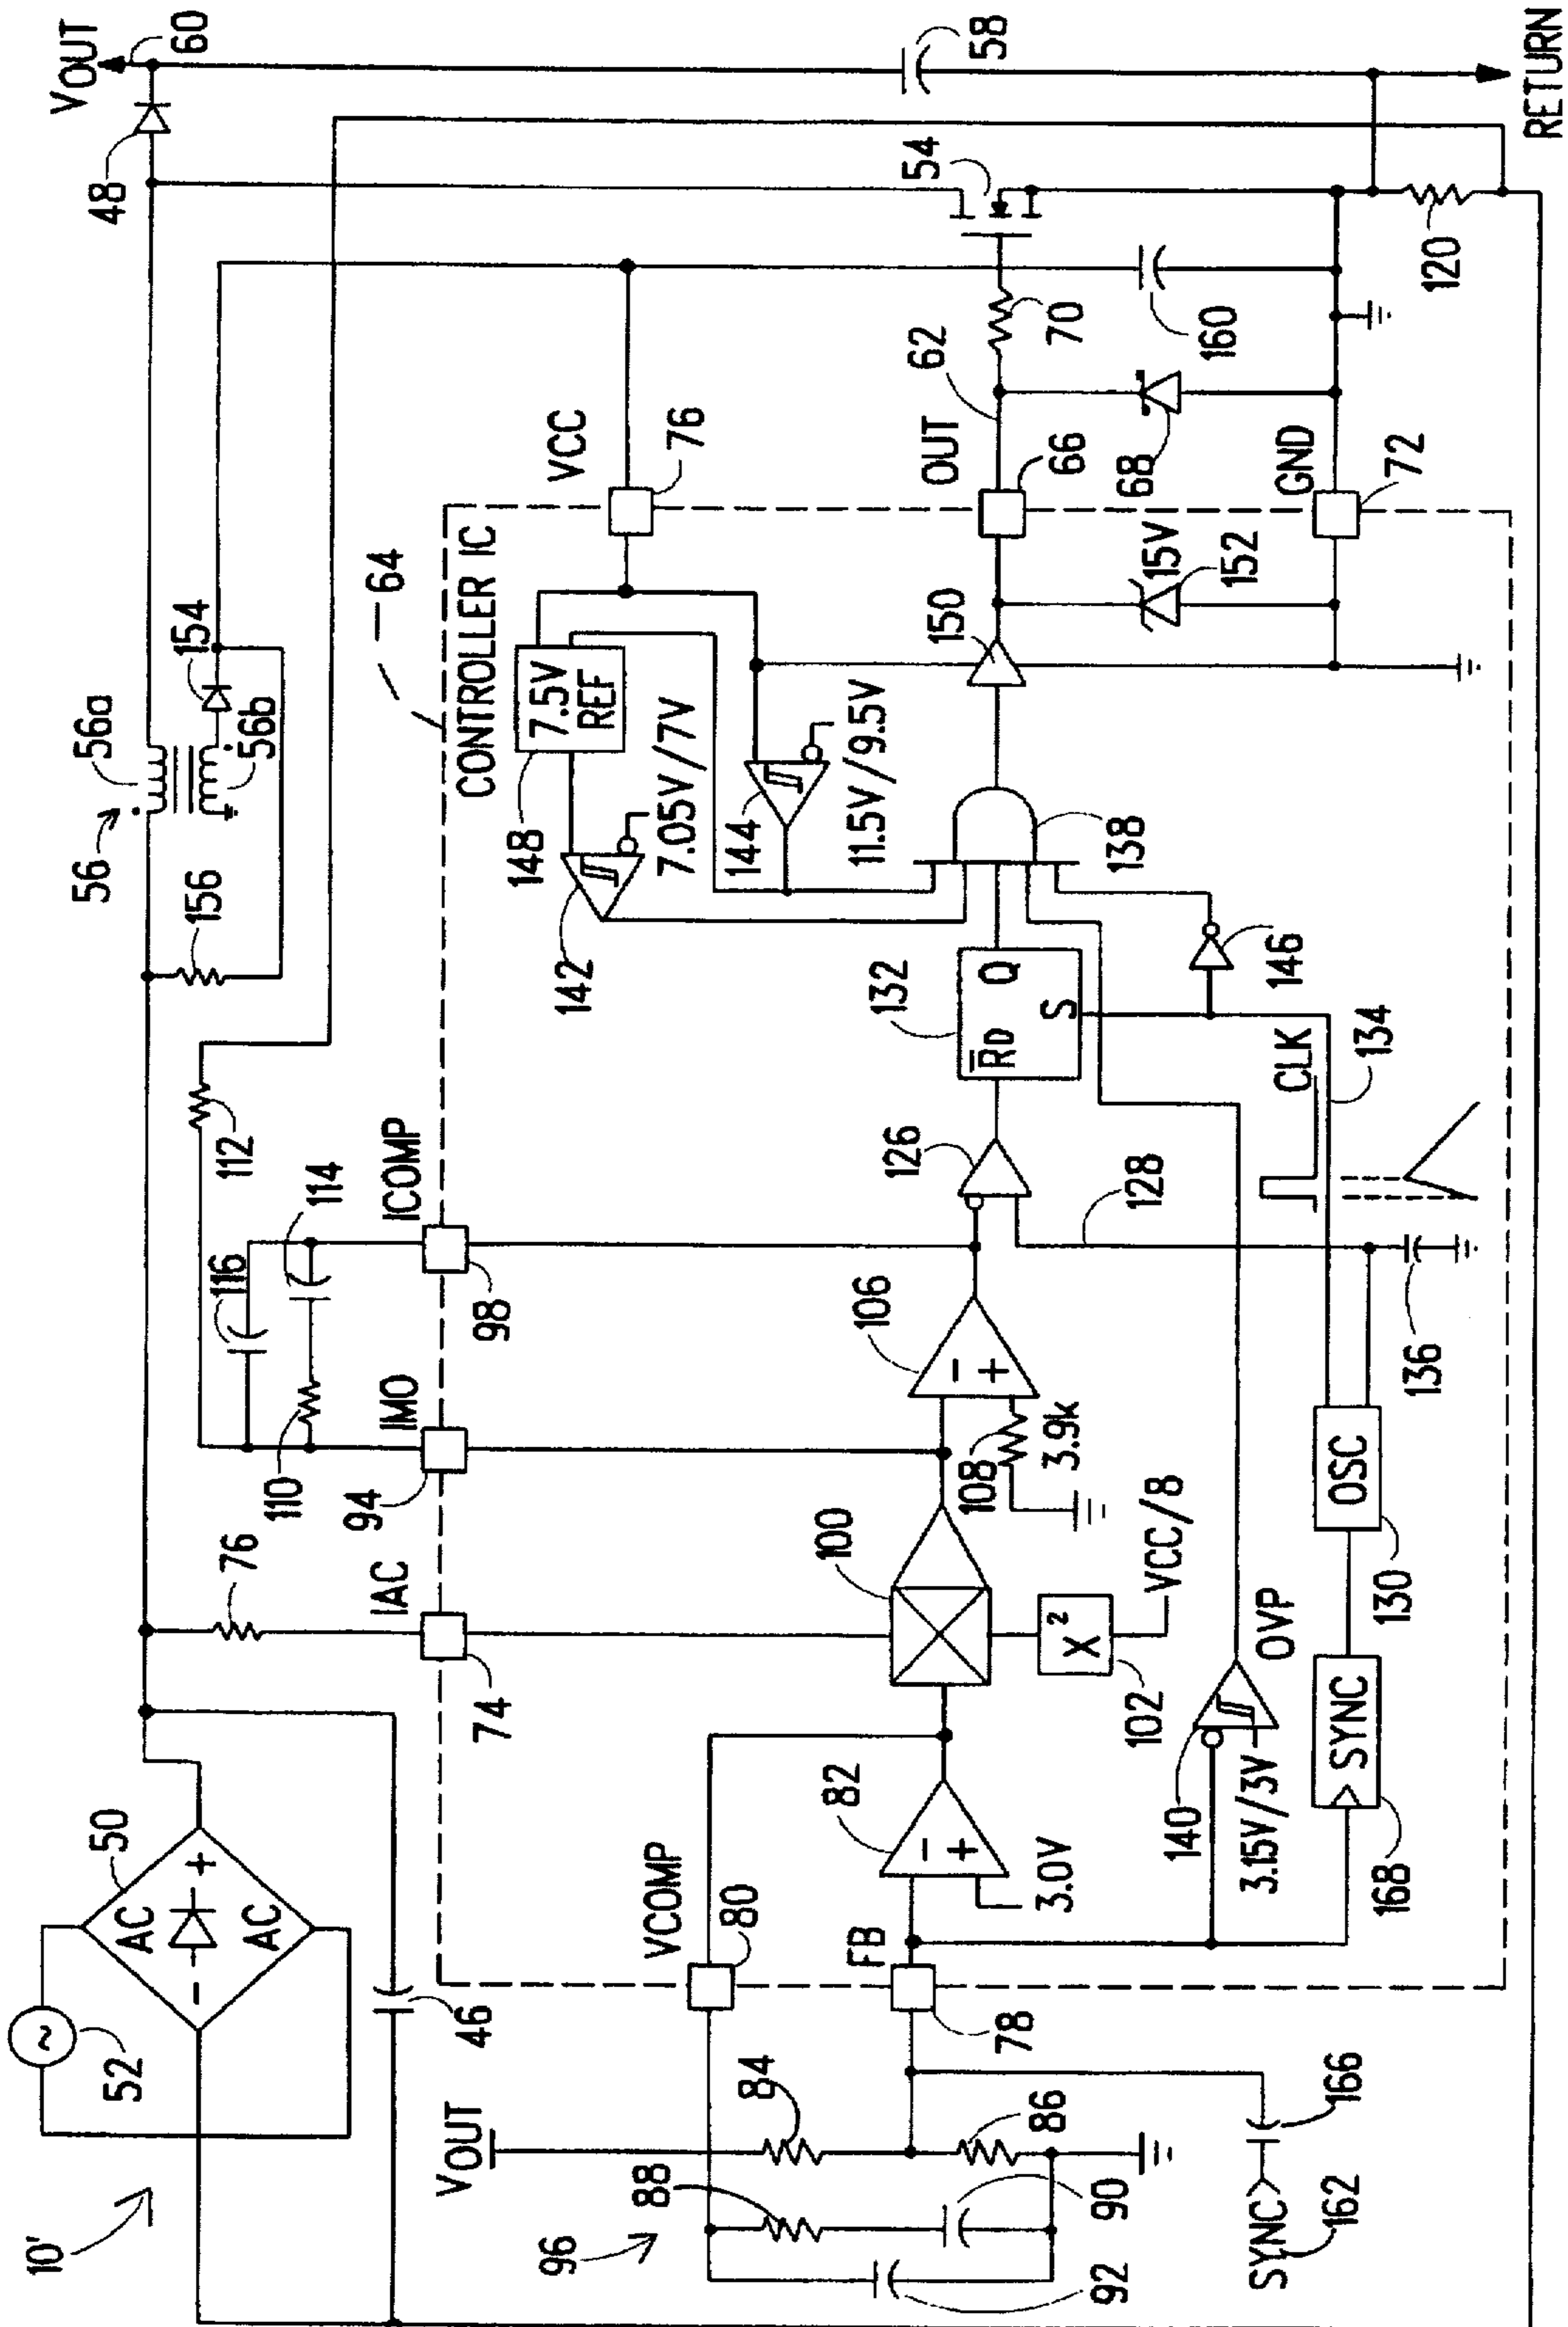 10'
52
50
AC
+
-
AC
~
46
56
56a
56b
154
156
48
VOUT
60
58
RETURN
54
120
160
70
62
68
76
IAC
74
110
94
IMO
116
114
112
ICOMP
98
64
CONTROLLER IC
VCC
76
OUT
66
GND
72
15V
152
150
7.5V
REF
148
142
7.05V/7V
144
11.5V/9.5V
138
146
132
R̅D
Q
S
126
128
CLK
134
136
106
-
+
108
3.9k
100
X²
102
VCC/8
OVP
140
3.15V/3V
OSC
130
SYNC
168
82
-
+
3.0V
VCOMP
80
FB
78
VOUT
84
86
88
90
92
96
SYNC
162
166